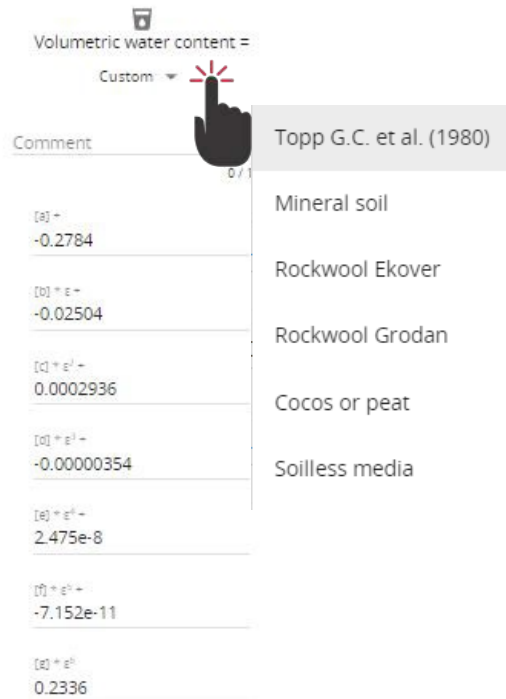 Volumetric water content =
Custom
Comment
0 / 1
[a] +
-0.2784
[b] * ε +
-0.02504
[c] * ε² +
0.0002936
[d] * ε³ +
-0.00000354
[e] * ε⁴ +
2.475e-8
[f] * ε⁵ +
-7.152e-11
[g] * ε⁶
0.2336
Topp G.C. et al. (1980)
Mineral soil
Rockwool Ekover
Rockwool Grodan
Cocos or peat
Soilless media